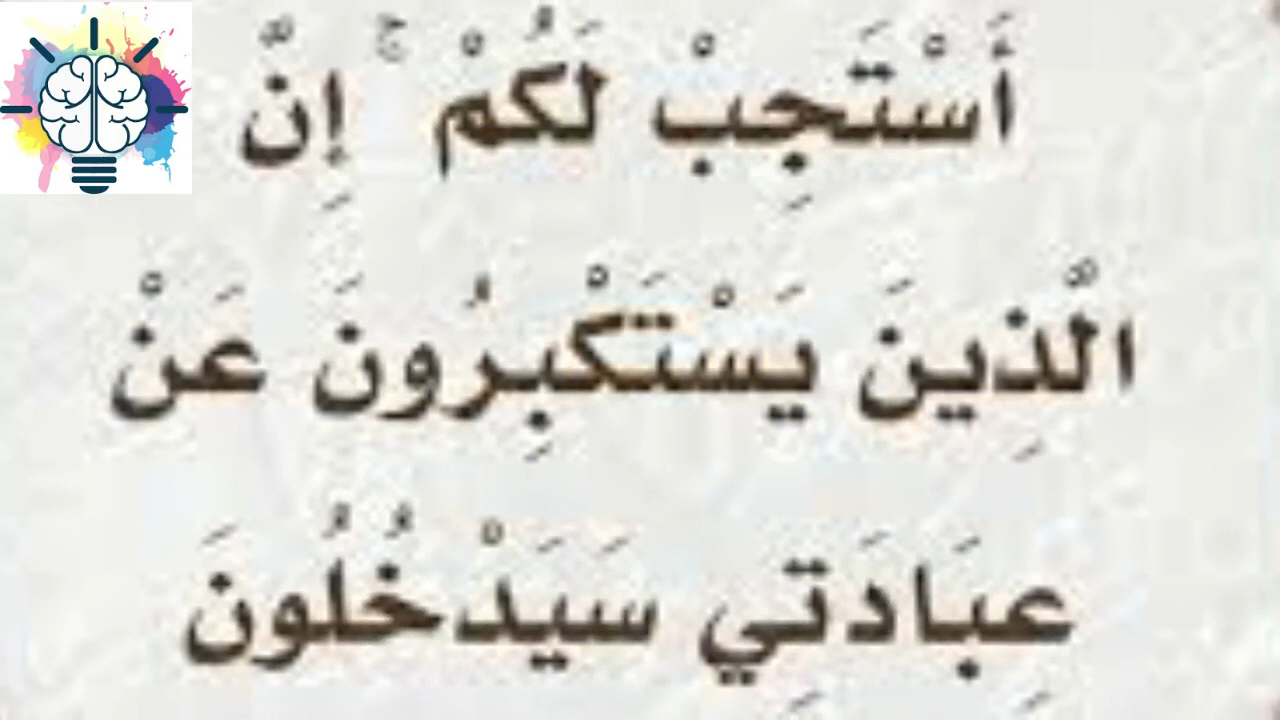 أَسْتَجِبْ لَكُمْ ۚ إِنَّ
الَّذِينَ يَسْتَكْبِرُونَ عَنْ
عِبَادَتِي سَيَدْخُلُونَ